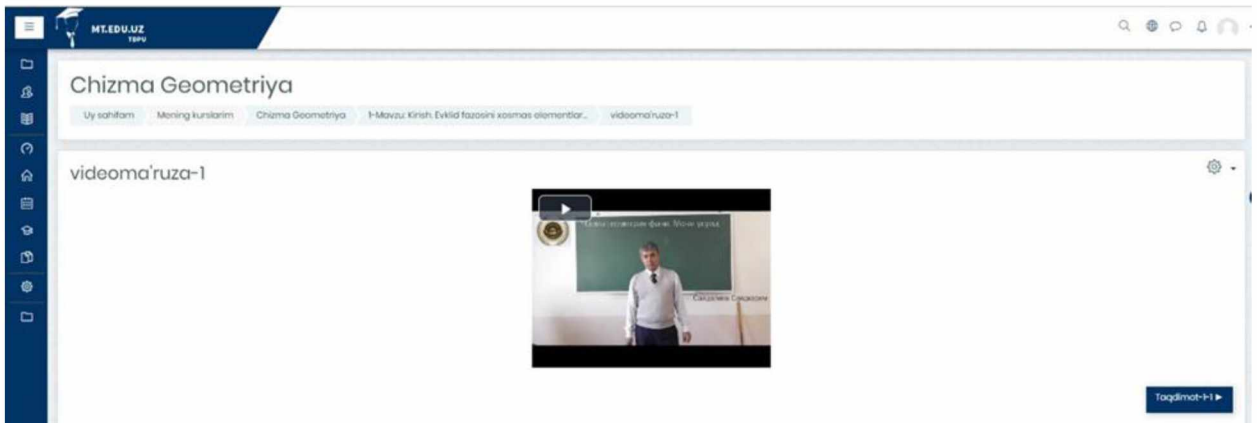 MT.EDU.UZ
TDPU
Chizma Geometriya
Uy sahifam Mening kurslarim Chizma Geometriya 1-Mavzu: Kirish. Evklid fazosini xosmas elementlar... videoma'ruza-1
videoma'ruza-1
Taqdimot-1-1